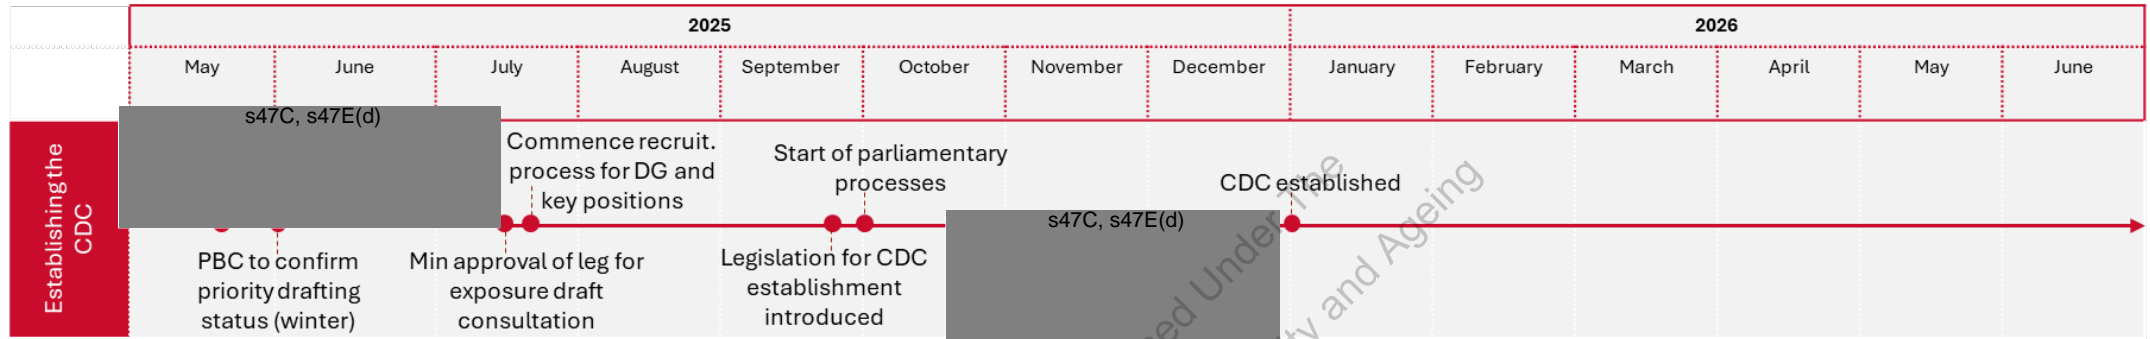 2025
2026
May
June
July
August
September
October
November
December
January
February
March
April
May
June
Establishing the
CDC
s47C, s47E(d)
Commence recruit.
process for DG and
key positions
Start of parliamentary
processes
CDC established
s47C, s47E(d)
PBC to confirm
priority drafting
status (winter)
Min approval of leg for
exposure draft
consultation
Legislation for CDC
establishment
introduced
Under The
and Ageing